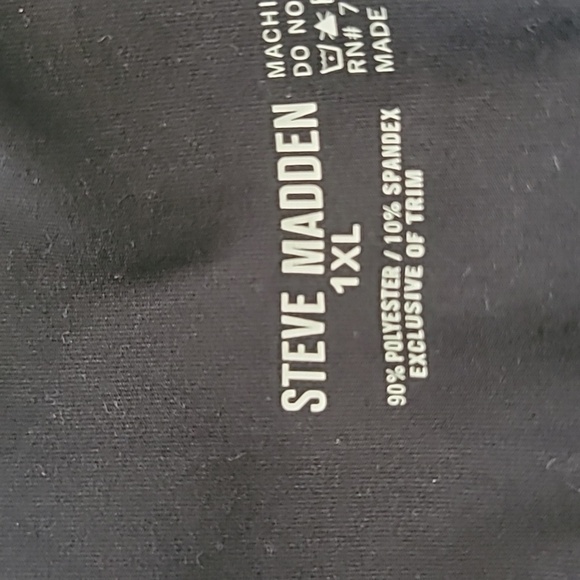 STEVE MADDEN
1XL
90% POLYESTER / 10% SPANDEX
EXCLUSIVE OF TRIM
MACHI
DO NO
RN# 7
MADE